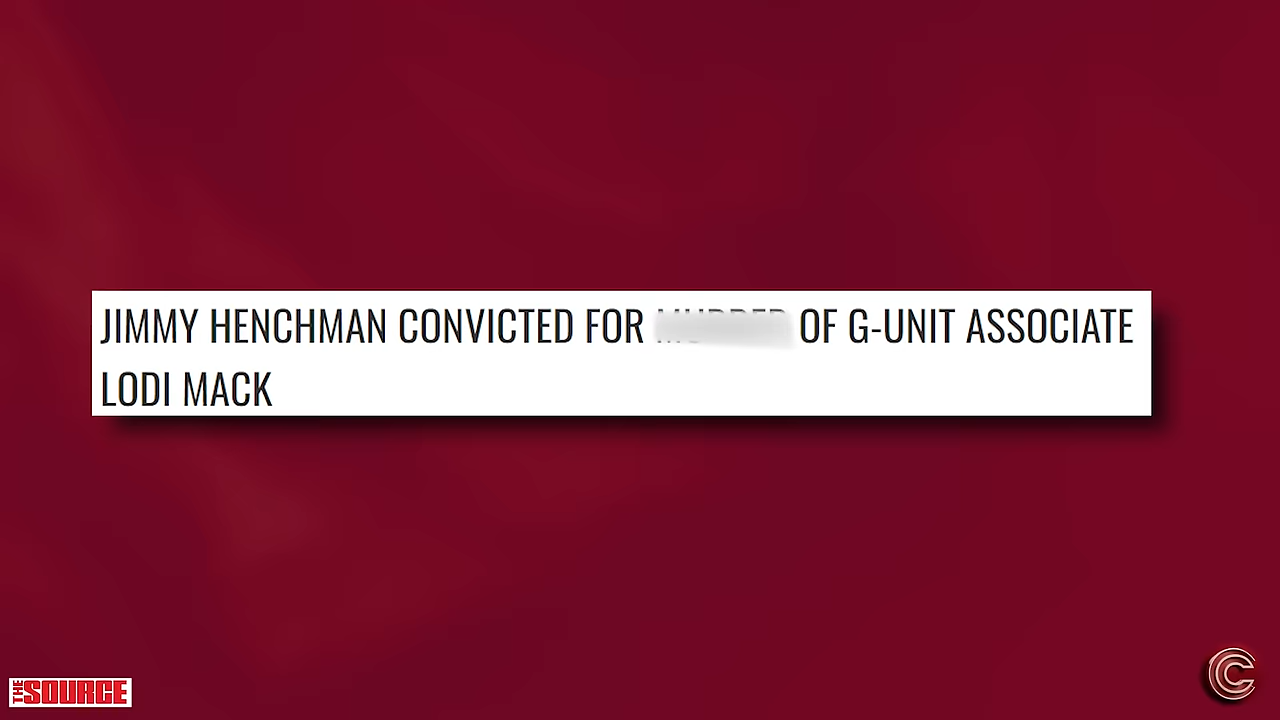 JIMMY HENCHMAN CONVICTED FOR OF G-UNIT ASSOCIATE
LODI MACK
THE SOURCE